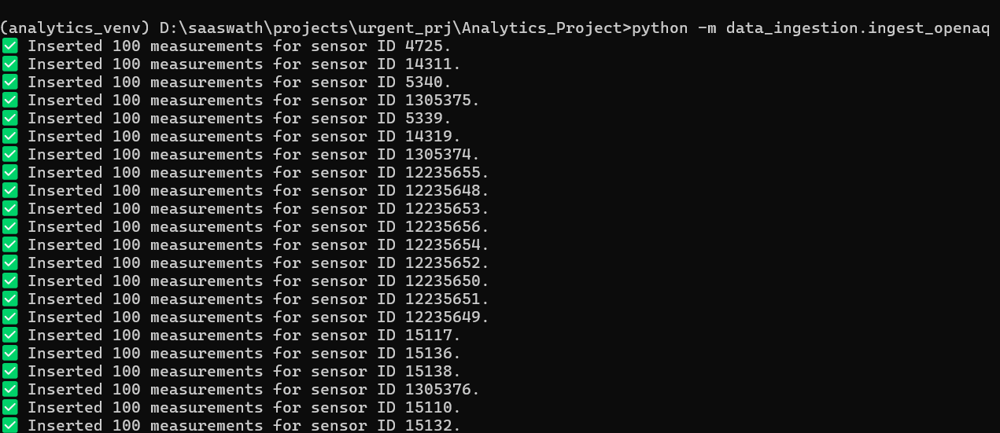 (analytics_venv) D:\saaswath\projects\urgent_prj\Analytics_Project>python -m data_ingestion.ingest_openaq
✅ Inserted 100 measurements for sensor ID 4725.
✅ Inserted 100 measurements for sensor ID 14311.
✅ Inserted 100 measurements for sensor ID 5340.
✅ Inserted 100 measurements for sensor ID 1305375.
✅ Inserted 100 measurements for sensor ID 5339.
✅ Inserted 100 measurements for sensor ID 14319.
✅ Inserted 100 measurements for sensor ID 1305374.
✅ Inserted 100 measurements for sensor ID 12235655.
✅ Inserted 100 measurements for sensor ID 12235648.
✅ Inserted 100 measurements for sensor ID 12235653.
✅ Inserted 100 measurements for sensor ID 12235656.
✅ Inserted 100 measurements for sensor ID 12235654.
✅ Inserted 100 measurements for sensor ID 12235652.
✅ Inserted 100 measurements for sensor ID 12235650.
✅ Inserted 100 measurements for sensor ID 12235651.
✅ Inserted 100 measurements for sensor ID 12235649.
✅ Inserted 100 measurements for sensor ID 15117.
✅ Inserted 100 measurements for sensor ID 15136.
✅ Inserted 100 measurements for sensor ID 15138.
✅ Inserted 100 measurements for sensor ID 1305376.
✅ Inserted 100 measurements for sensor ID 15110.
✅ Inserted 100 measurements for sensor ID 15132.